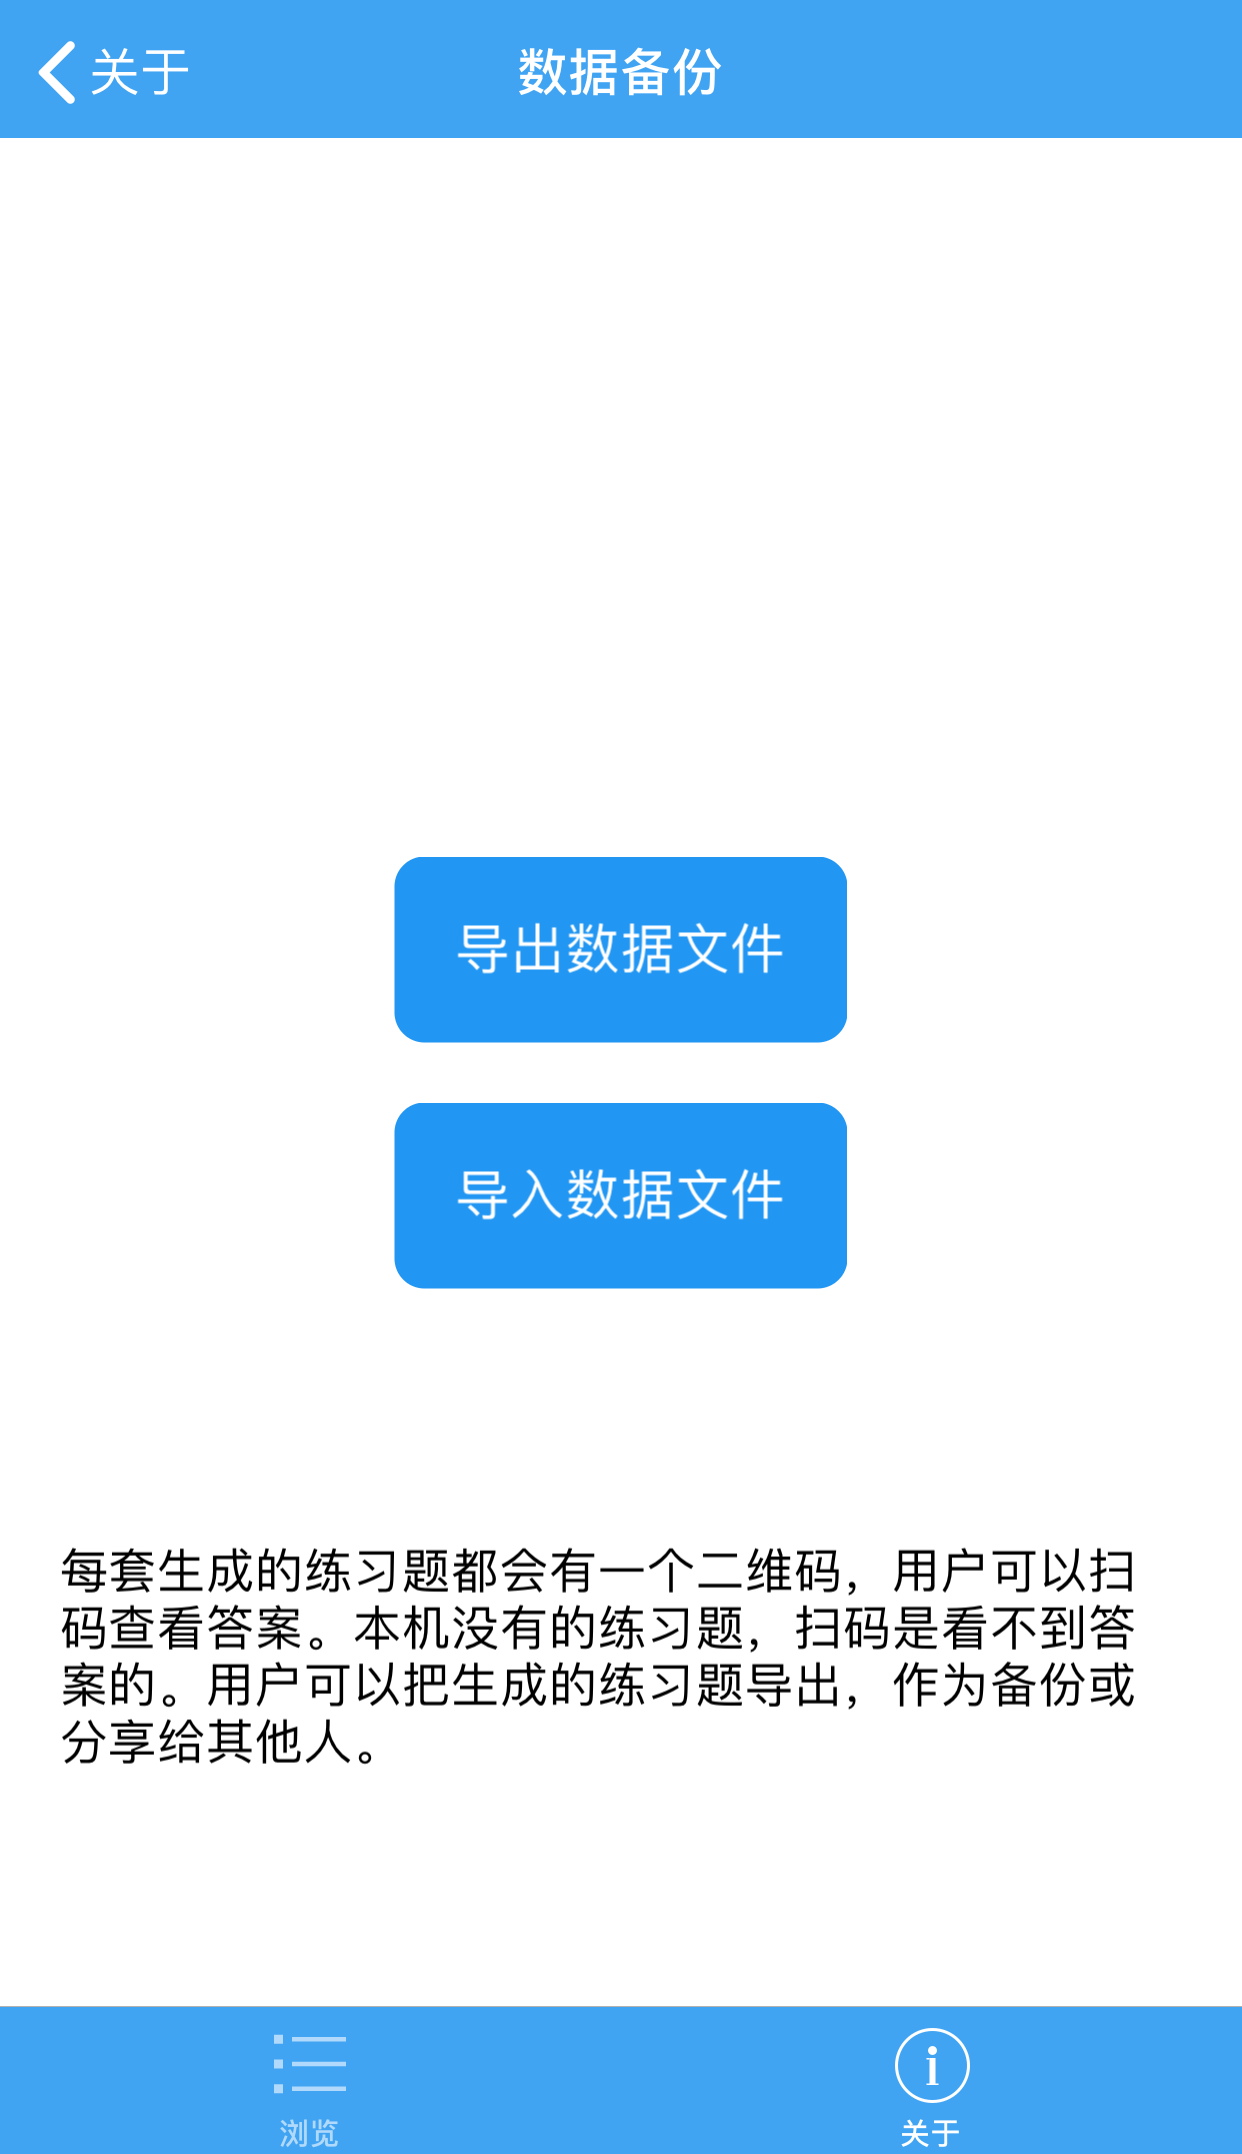 关于
数据备份
导出数据文件
导入数据文件
每套生成的练习题都会有一个二维码，用户可以扫
码查看答案。本机没有的练习题，扫码是看不到答
案的。用户可以把生成的练习题导出，作为备份或
分享给其他人。
浏览
关于